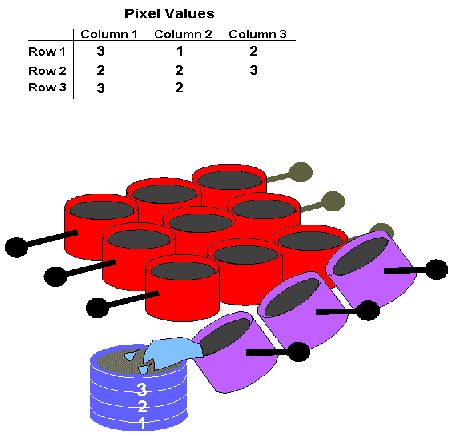 Pixel Values
Column 1 Column 2 Column 3
Row 1 3 1 2
Row 2 2 2 3
Row 3 3 2
3
2
1